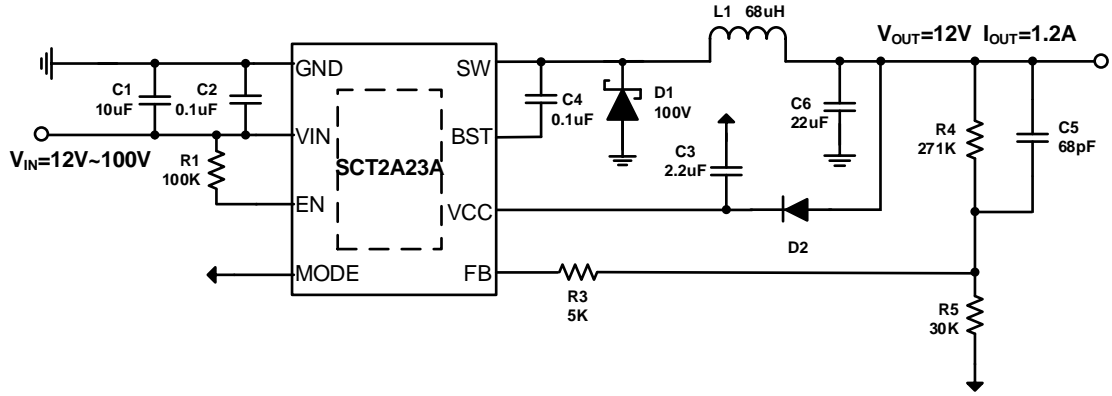 L1 68uH
VOUT=12V IOUT=1.2A
GND
SW
C1
10uF
C2
0.1uF
C4
0.1uF
D1
100V
C6
22uF
R4
271K
C5
68pF
VIN
BST
VIN=12V~100V
R1
100K
SCT2A23A
C3
2.2uF
EN
VCC
D2
MODE
FB
R3
5K
R5
30K